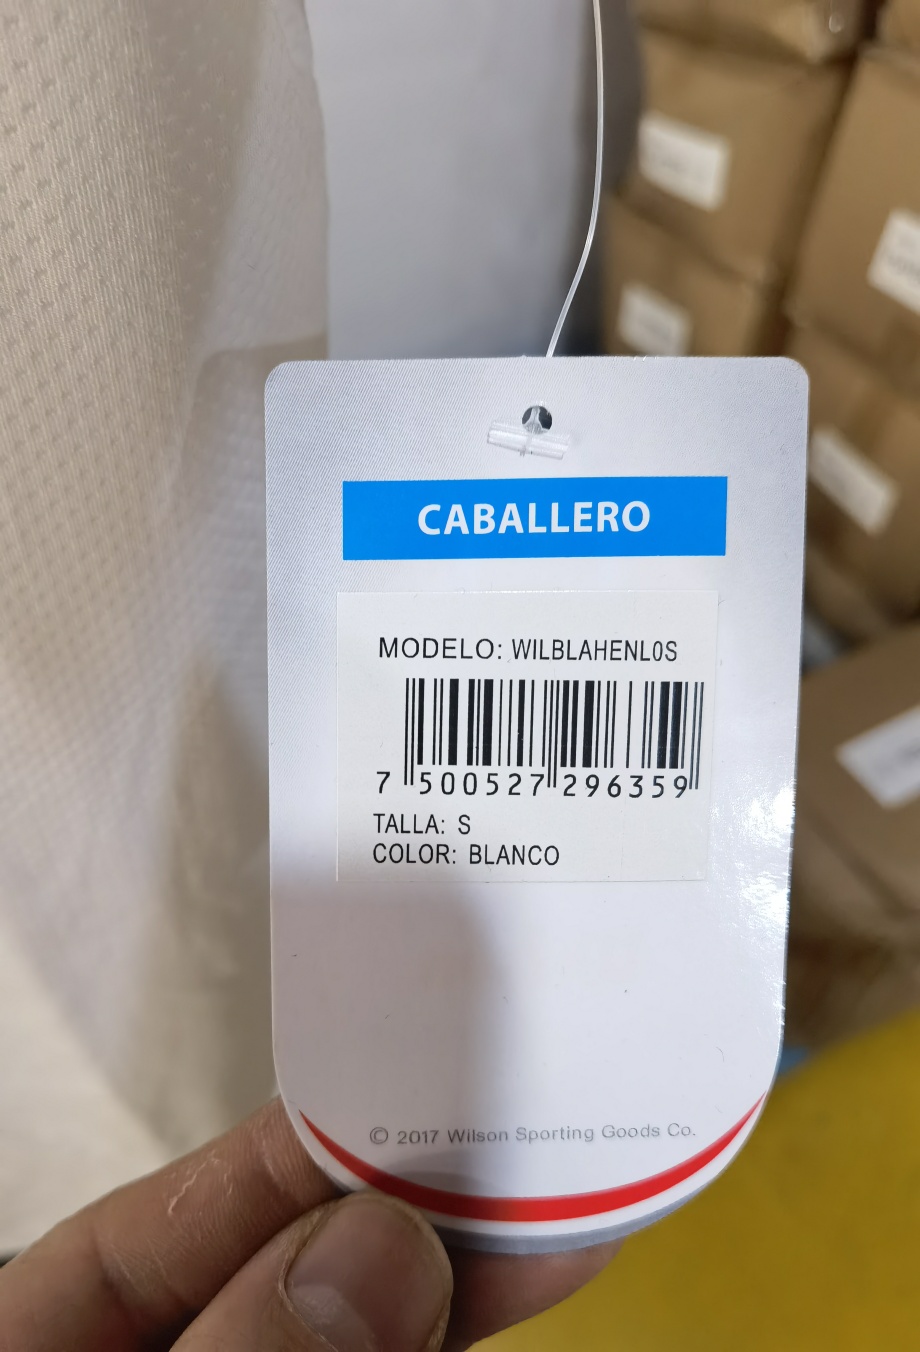 CABALLERO
MODELO: WILBLAHENL0S
7 500527 296359
TALLA: S
COLOR: BLANCO
© 2017 Wilson Sporting Goods Co.